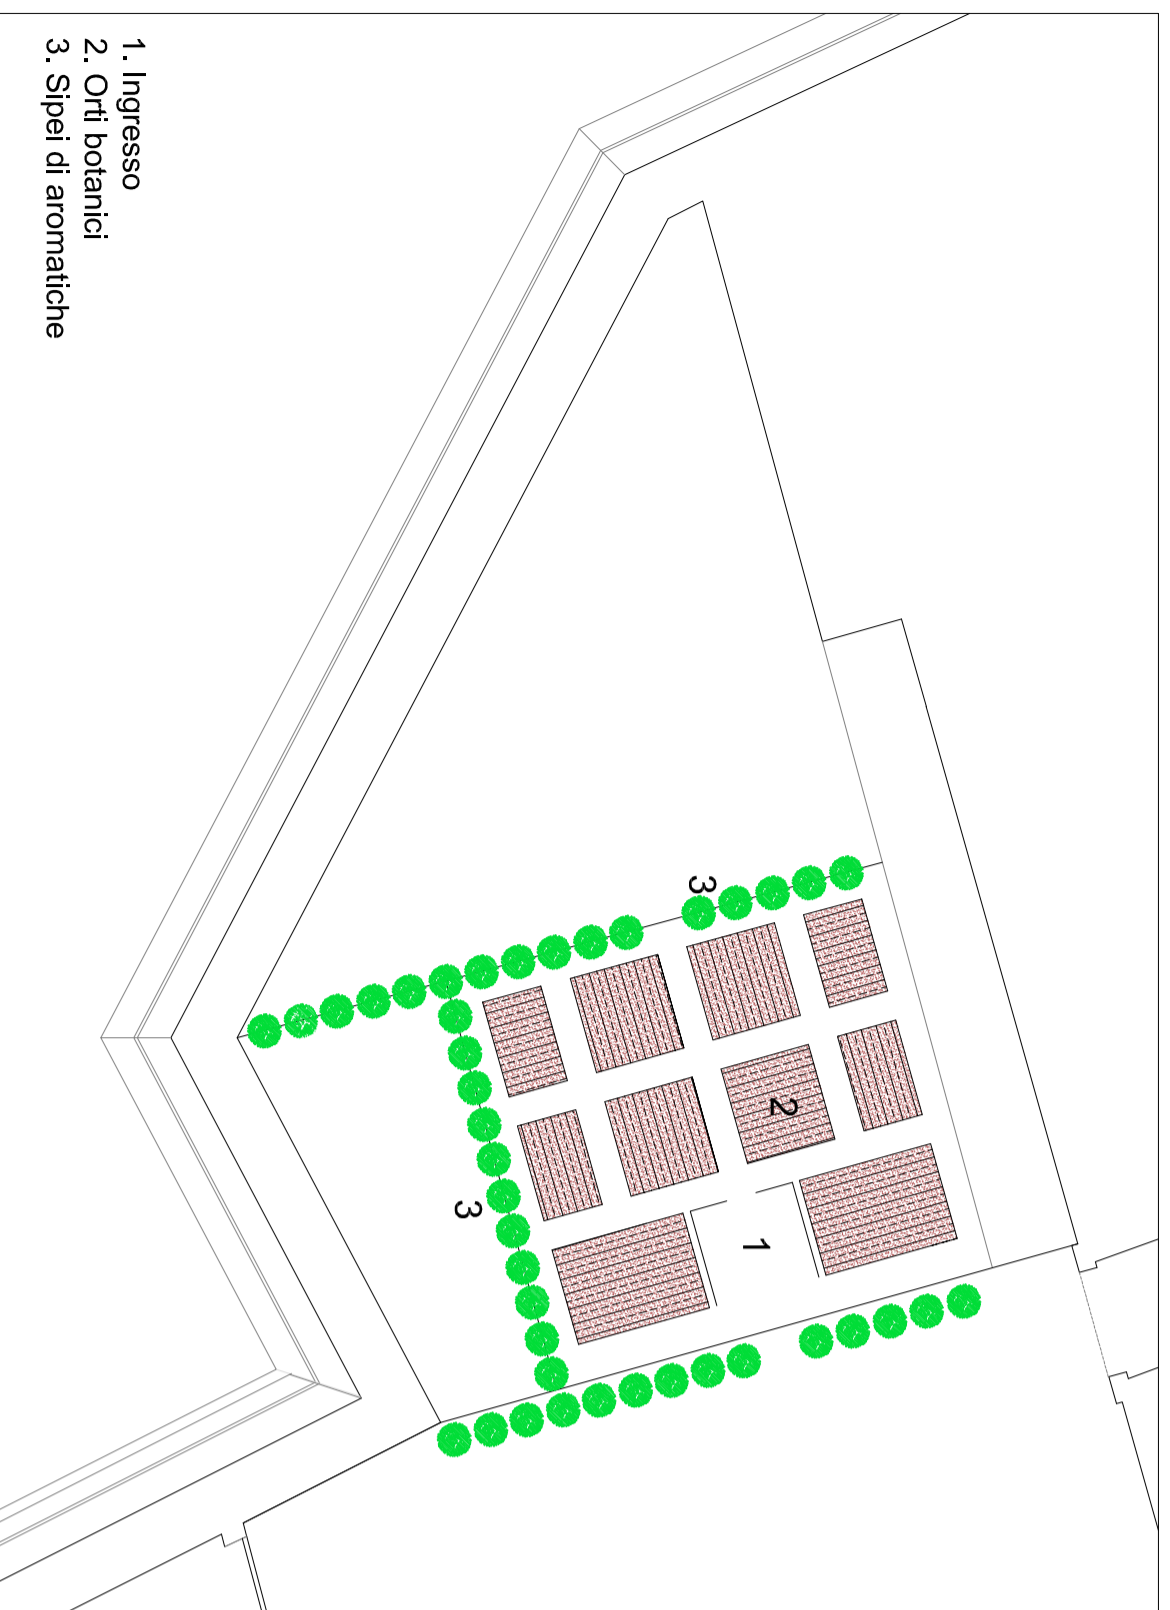 1. Ingresso
2. Orti botanici
3. Sipei di aromatiche
3
2
1
3